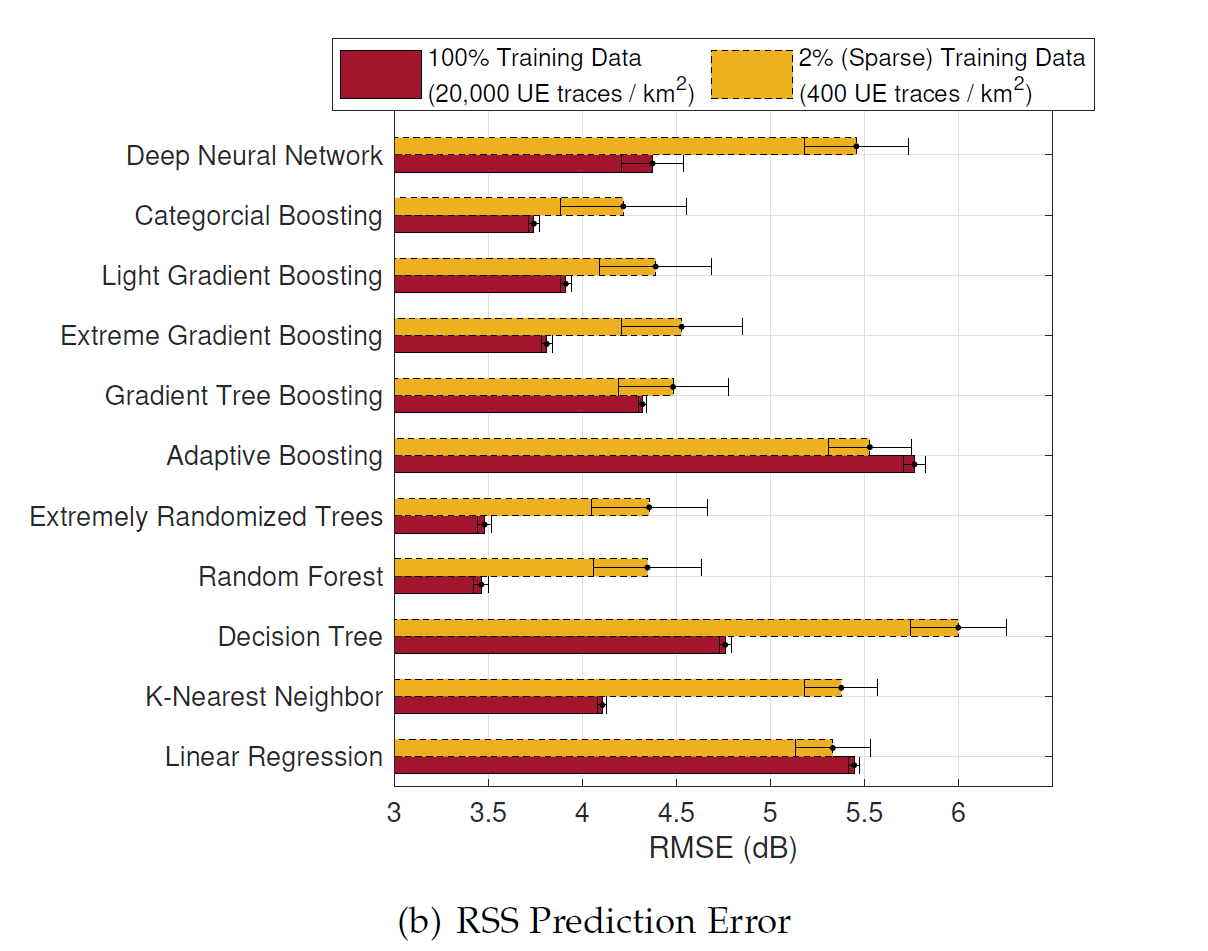 100% Training Data
(20,000 UE traces / km²)
2% (Sparse) Training Data
(400 UE traces / km²)
Deep Neural Network
Categorcial Boosting
Light Gradient Boosting
Extreme Gradient Boosting
Gradient Tree Boosting
Adaptive Boosting
Extremely Randomized Trees
Random Forest
Decision Tree
K-Nearest Neighbor
Linear Regression
3 3.5 4 4.5 5 5.5 6
RMSE (dB)
(b) RSS Prediction Error